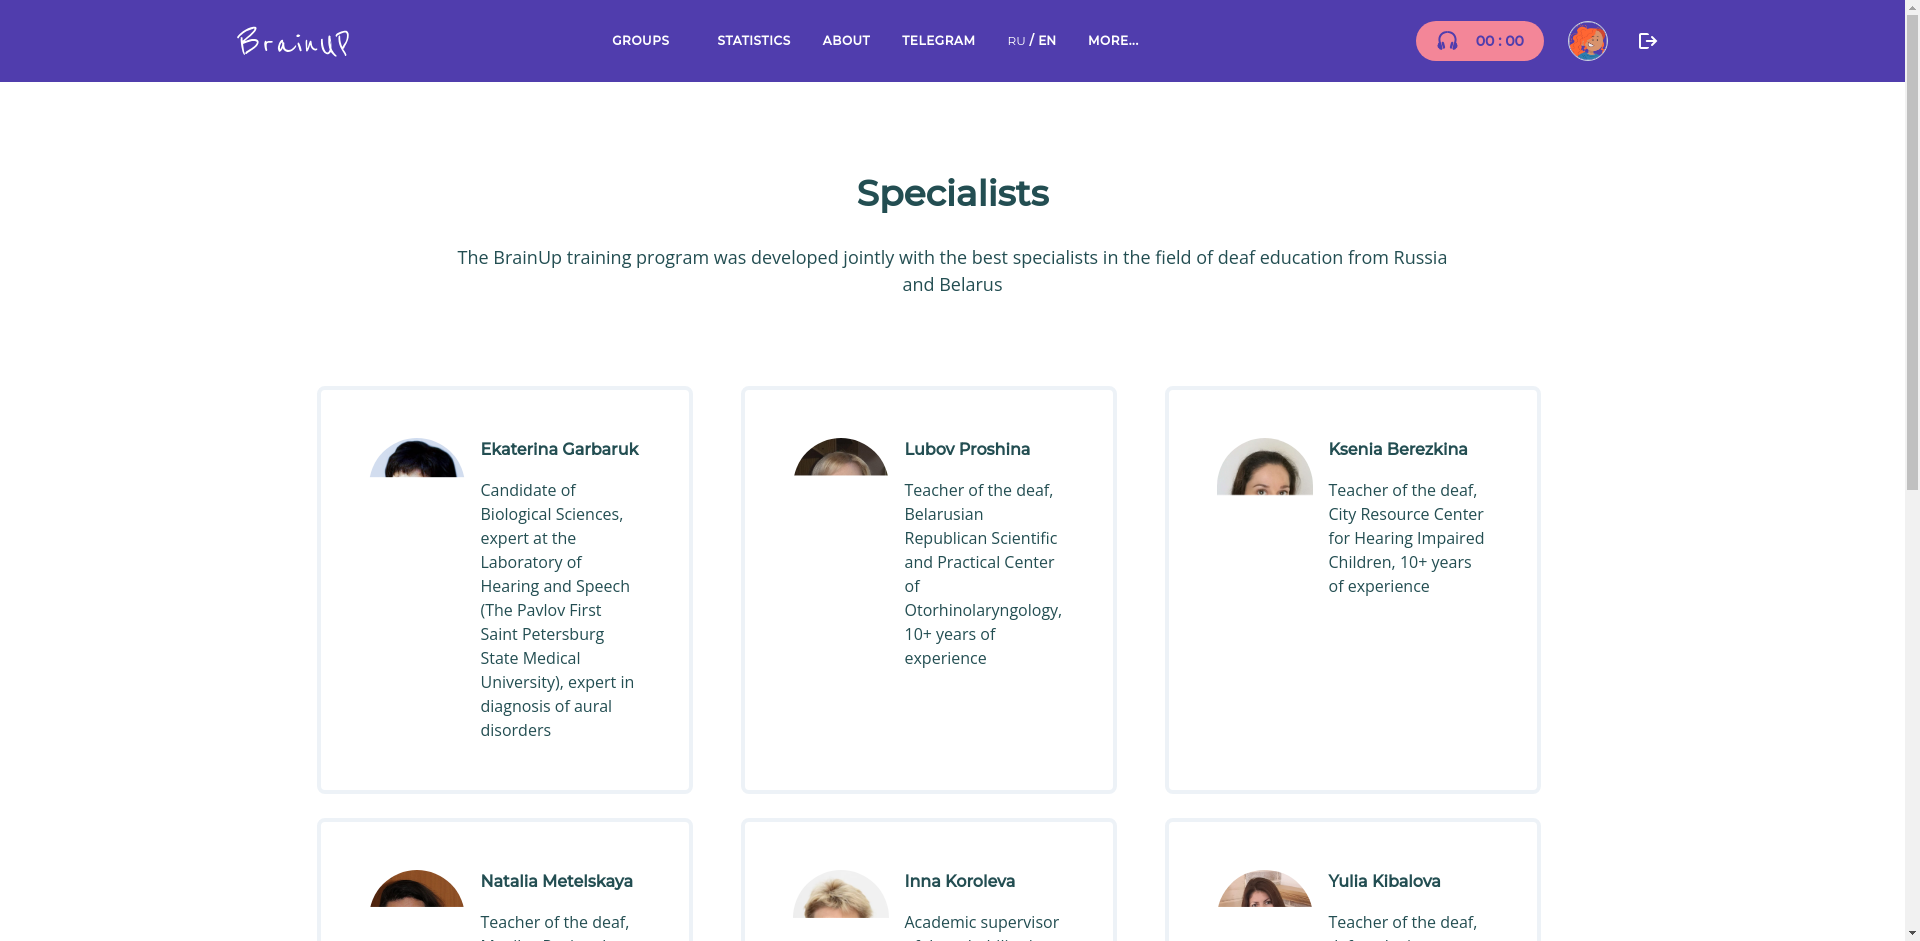 BrainUP
GROUPS STATISTICS ABOUT TELEGRAM RU / EN MORE... 00 : 00
Specialists
The BrainUp training program was developed jointly with the best specialists in the field of deaf education from Russia
and Belarus
Ekaterina Garbaruk
Candidate of
Biological Sciences,
expert at the
Laboratory of
Hearing and Speech
(The Pavlov First
Saint Petersburg
State Medical
University), expert in
diagnosis of aural
disorders
Lubov Proshina
Teacher of the deaf,
Belarusian
Republican Scientific
and Practical Center
of
Otorhinolaryngology,
10+ years of
experience
Ksenia Berezkina
Teacher of the deaf,
City Resource Center
for Hearing Impaired
Children, 10+ years
of experience
Natalia Metelskaya
Teacher of the deaf,
Inna Koroleva
Academic supervisor
Yulia Kibalova
Teacher of the deaf,